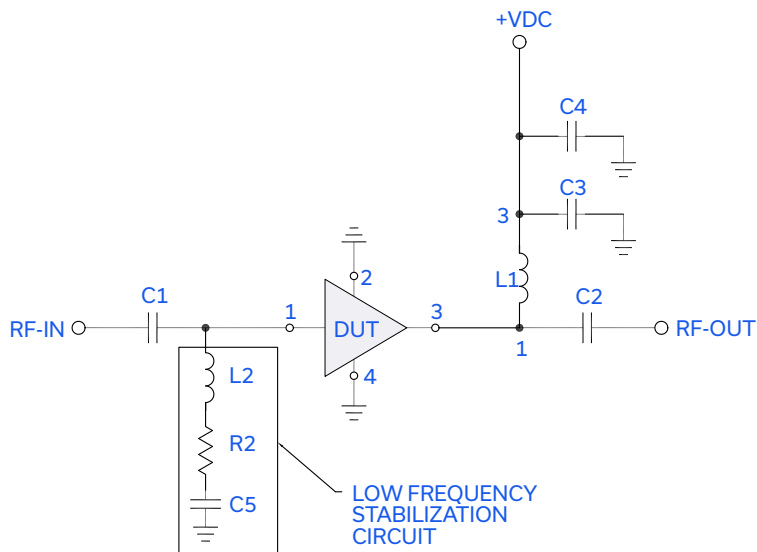 +VDC
C4
C3
3
L1
2
C1
C2
1
3
RF-IN
DUT
RF-OUT
1
4
L2
R2
C5
LOW FREQUENCY
STABILIZATION
CIRCUIT